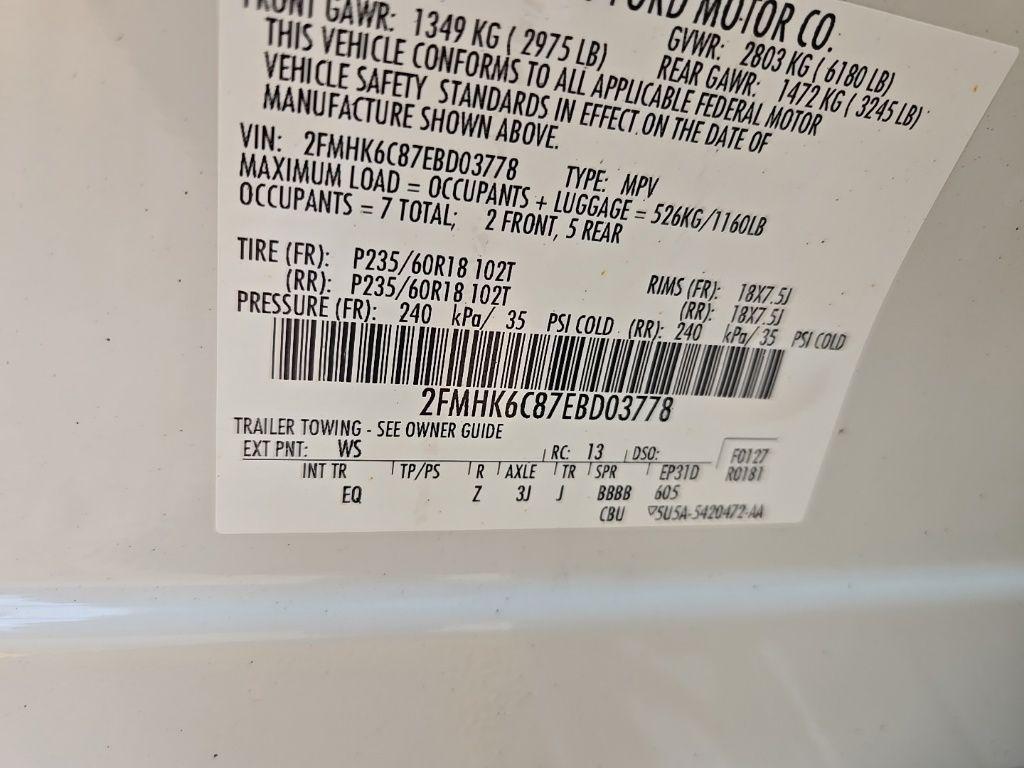 FORD MOTOR CO.
FRONT GAWR: 1349 KG ( 2975 LB) GVWR: 2803 KG ( 6180 LB)
REAR GAWR: 1472 KG ( 3245 LB)
THIS VEHICLE CONFORMS TO ALL APPLICABLE FEDERAL MOTOR
VEHICLE SAFETY STANDARDS IN EFFECT ON THE DATE OF
MANUFACTURE SHOWN ABOVE.
VIN: 2FMHK6C87EBD03778 TYPE: MPV
MAXIMUM LOAD = OCCUPANTS + LUGGAGE = 526KG/1160LB
OCCUPANTS = 7 TOTAL; 2 FRONT, 5 REAR
TIRE (FR): P235/60R18 102T RIMS (FR): 18X7.5J
(RR): P235/60R18 102T (RR): 18X7.5J
PRESSURE (FR): 240 kPa/ 35 PSI COLD (RR): 240 kPa/ 35 PSI COLD
2FMHK6C87EBD03778
TRAILER TOWING - SEE OWNER GUIDE
EXT PNT: WS RC: 13 DSO: F0127
INT TR TP/PS R AXLE TR SPR EP31D R0181
EQ Z 3J J BBBB 605
CBU ▽5U5A-5420472-AA